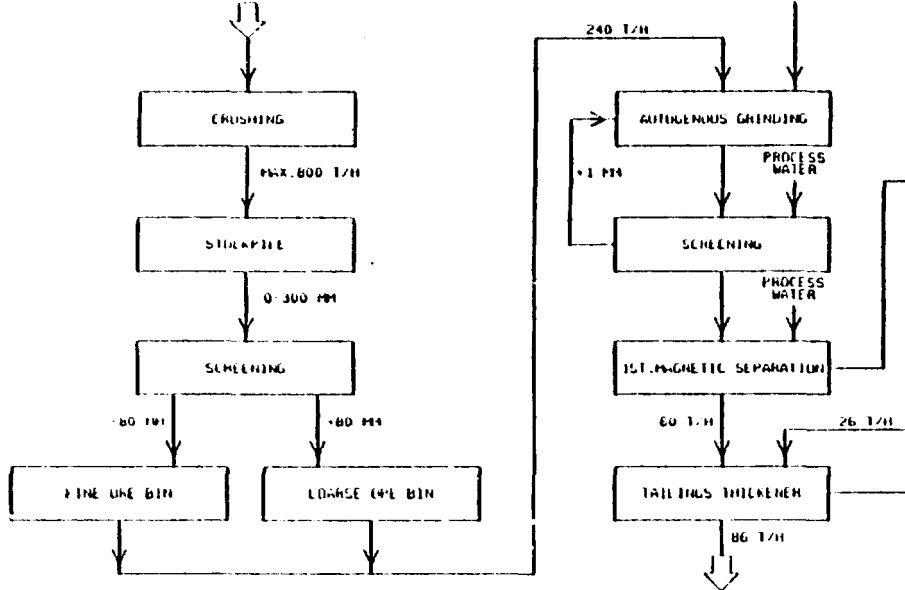 CRUSHING
MAX.800 T/H
STOCKPILE
0-300 MM
SCREENING
-80 MM
+80 MM
FINE ORE BIN
COARSE ORE BIN
240 T/H
AUTOGENOUS GRINDING
+1 MM
PROCESS
WATER
SCREENING
PROCESS
WATER
1ST.MAGNETIC SEPARATION
60 T/H
26 T/H
TAILINGS THICKENER
86 T/H